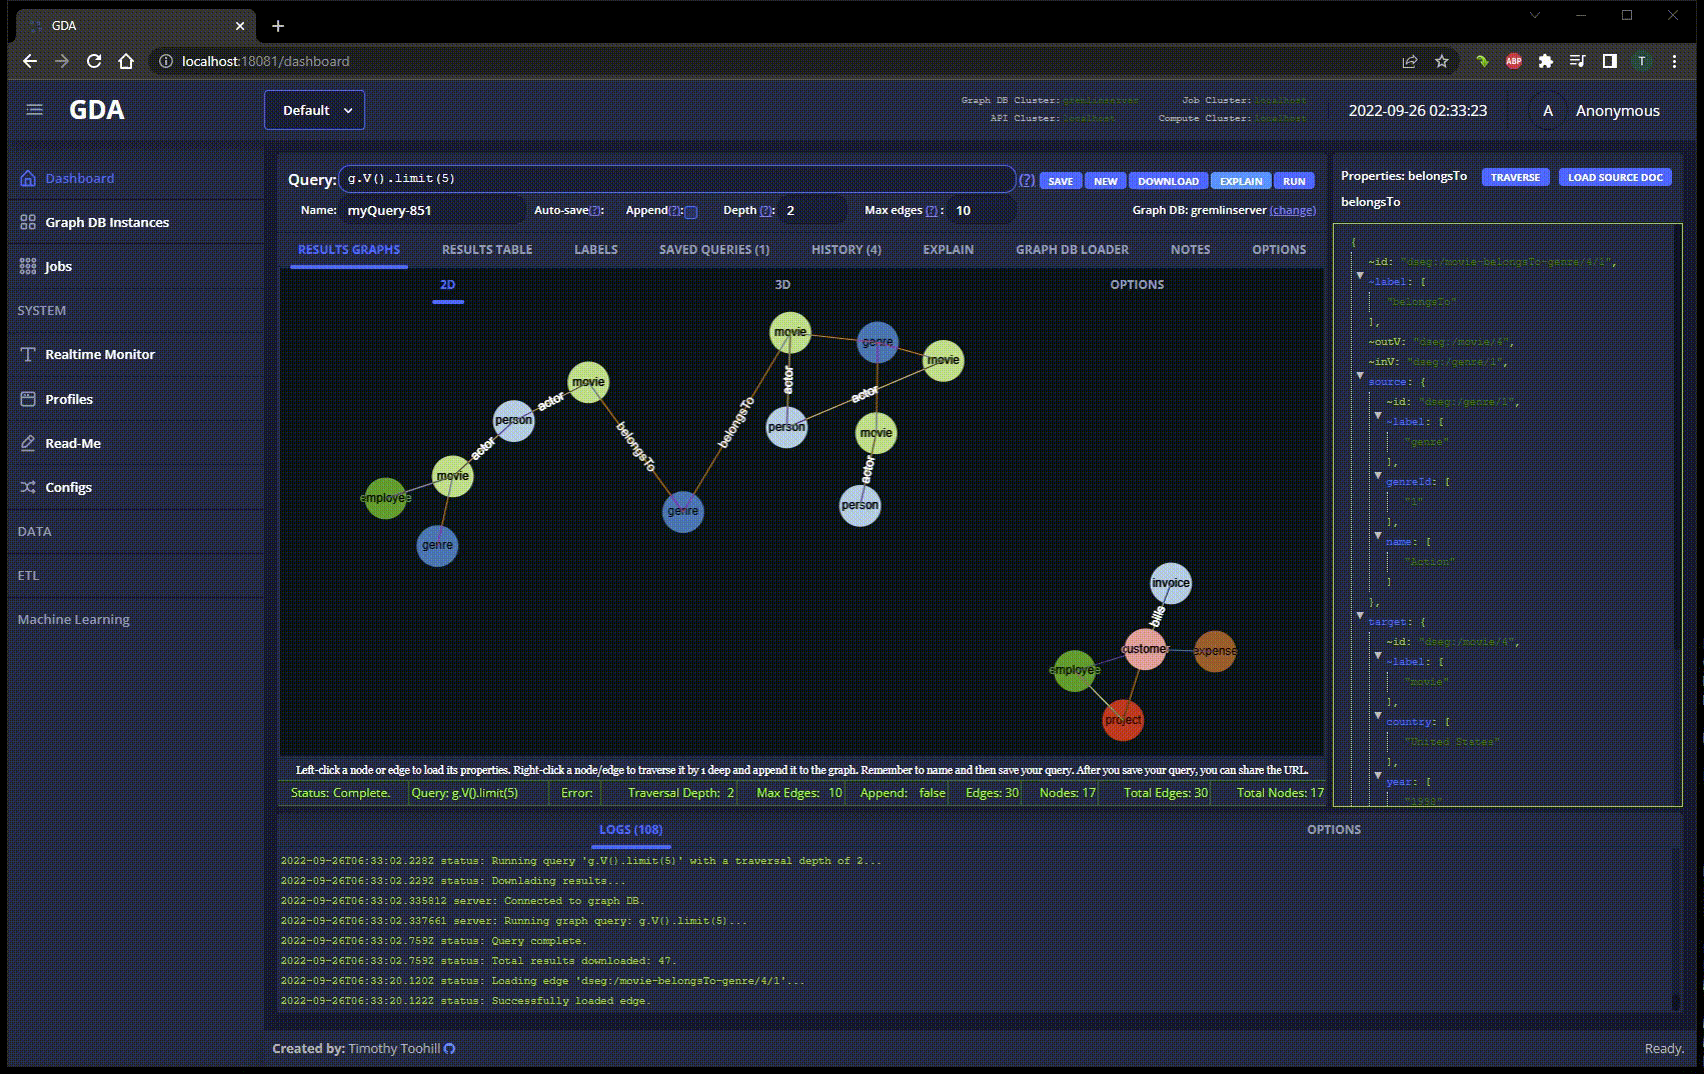 GDA
localhost:18081/dashboard
ABP
T
GDA
Default
Graph DB Cluster: gremlinserver
Job Cluster: localhost
API Cluster: localhost
Compute Cluster: localhost
2022-09-26 02:33:23
A
Anonymous
Dashboard
Graph DB Instances
Jobs
SYSTEM
Realtime Monitor
Profiles
Read-Me
Configs
DATA
ETL
Machine Learning
Query: g.V().limit(5) (?) SAVE NEW DOWNLOAD EXPLAIN RUN
Name: myQuery-851 Auto-save(?): Append(?): Depth (?): 2 Max edges (?) : 10 Graph DB: gremlinserver (change)
RESULTS GRAPHS RESULTS TABLE LABELS SAVED QUERIES (1) HISTORY (4) EXPLAIN GRAPH DB LOADER NOTES OPTIONS
2D 3D OPTIONS
movie
genre
movie
movie
actor
actor
actor
person
belongsTo
belongsTo
person
movie
actor
movie
actor
employee
person
genre
genre
invoice
bills
customer
expense
employee
project
Left-click a node or edge to load its properties. Right-click a node/edge to traverse it by 1 deep and append it to the graph. Remember to name and then save your query. After you save your query, you can share the URL.
Status: Complete. Query: g.V().limit(5) Error: Traversal Depth: 2 Max Edges: 10 Append: false Edges: 30 Nodes: 17 Total Edges: 30 Total Nodes: 17
Properties: belongsTo TRAVERSE LOAD SOURCE DOC
belongsTo
{
~id: "dseg:/movie-belongsTo-genre/4/1",
~label: [
"belongsTo"
],
~outV: "dseg:/movie/4",
~inV: "dseg:/genre/1",
source: {
~id: "dseg:/genre/1",
~label: [
"genre"
],
genreId: [
"1"
],
name: [
"Action"
]
},
target: {
~id: "dseg:/movie/4",
~label: [
"movie"
],
country: [
"United States"
],
year: [
"1998"
LOGS (108) OPTIONS
2022-09-26T06:33:02.228Z status: Running query 'g.V().limit(5)' with a traversal depth of 2...
2022-09-26T06:33:02.229Z status: Downlading results...
2022-09-26T06:33:02.335812 server: Connected to graph DB.
2022-09-26T06:33:02.337661 server: Running graph query: g.V().limit(5)...
2022-09-26T06:33:02.759Z status: Query complete.
2022-09-26T06:33:02.759Z status: Total results downloaded: 47.
2022-09-26T06:33:20.120Z status: Loading edge 'dseg:/movie-belongsTo-genre/4/1'...
2022-09-26T06:33:20.122Z status: Successfully loaded edge.
Created by: Timothy Toohill
Ready.